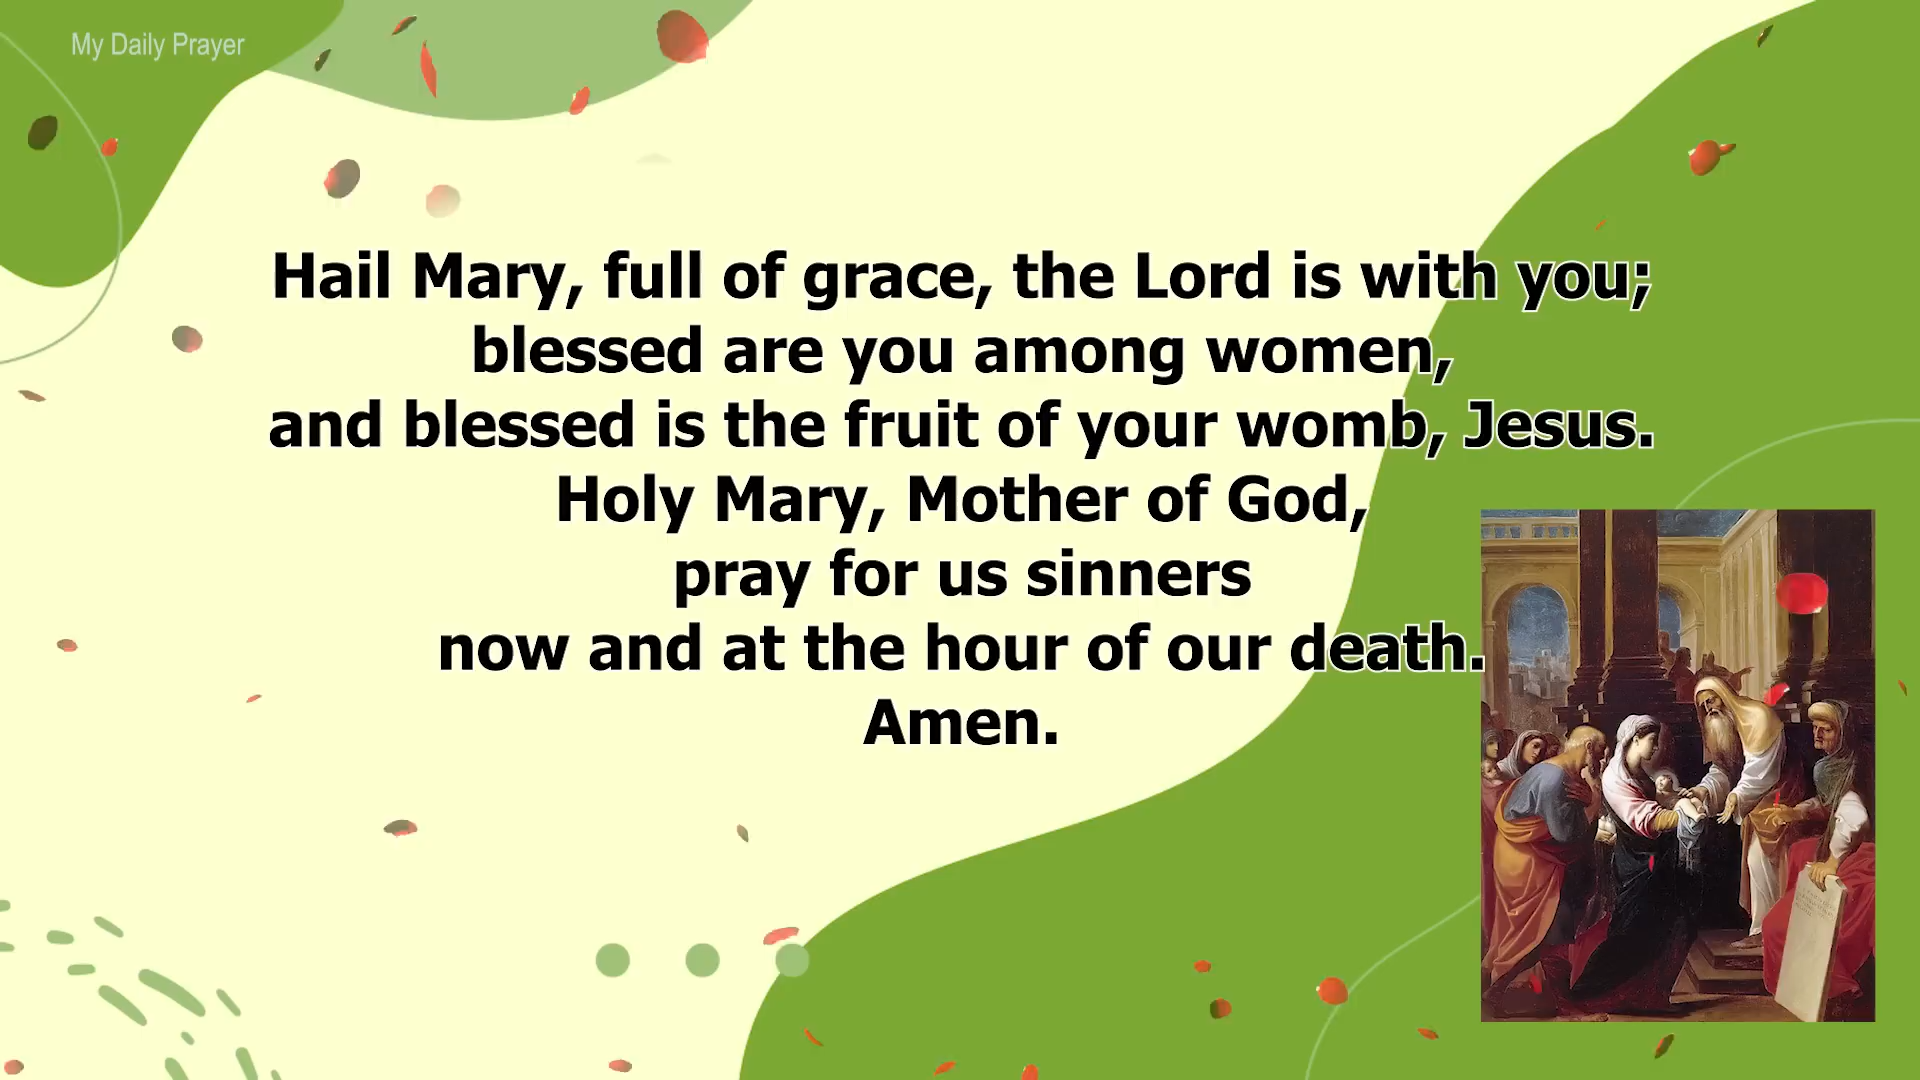 My Daily Prayer
Hail Mary, full of grace, the Lord is with you;
blessed are you among women,
and blessed is the fruit of your womb, Jesus.
Holy Mary, Mother of God,
pray for us sinners
now and at the hour of our death.
Amen.